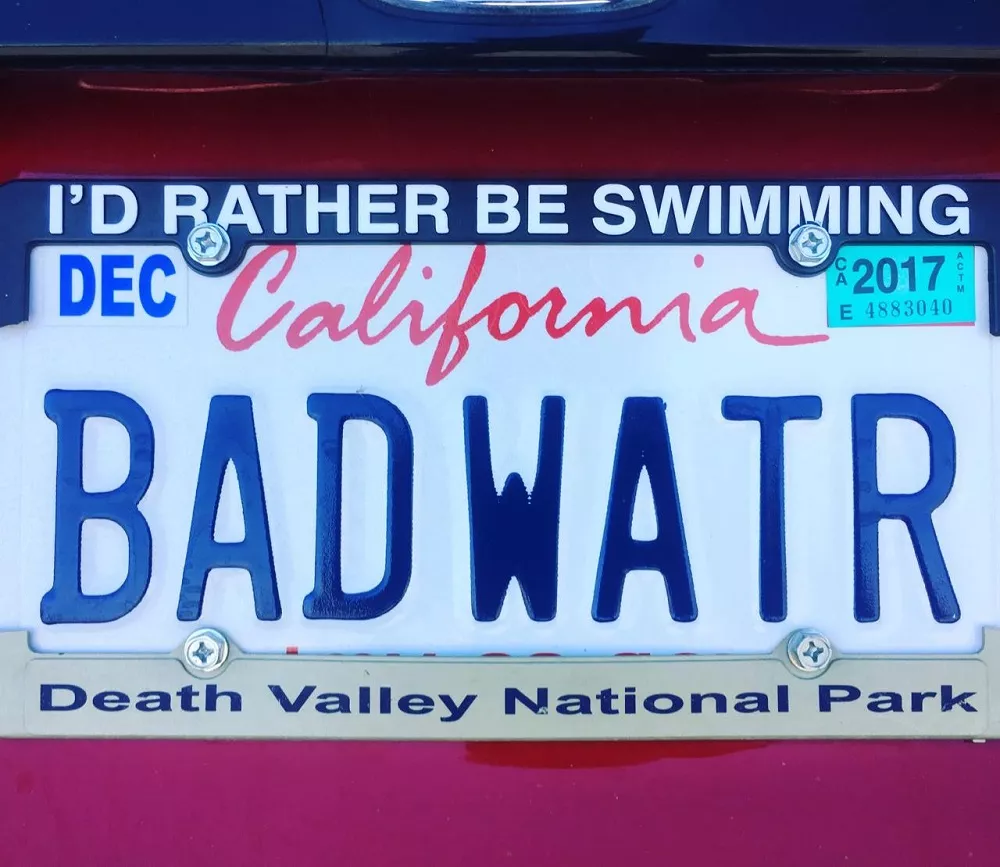 I'D RATHER BE SWIMMING
DEC
California
CA 2017 ACTM
E 4883040
BADWATR
Death Valley National Park